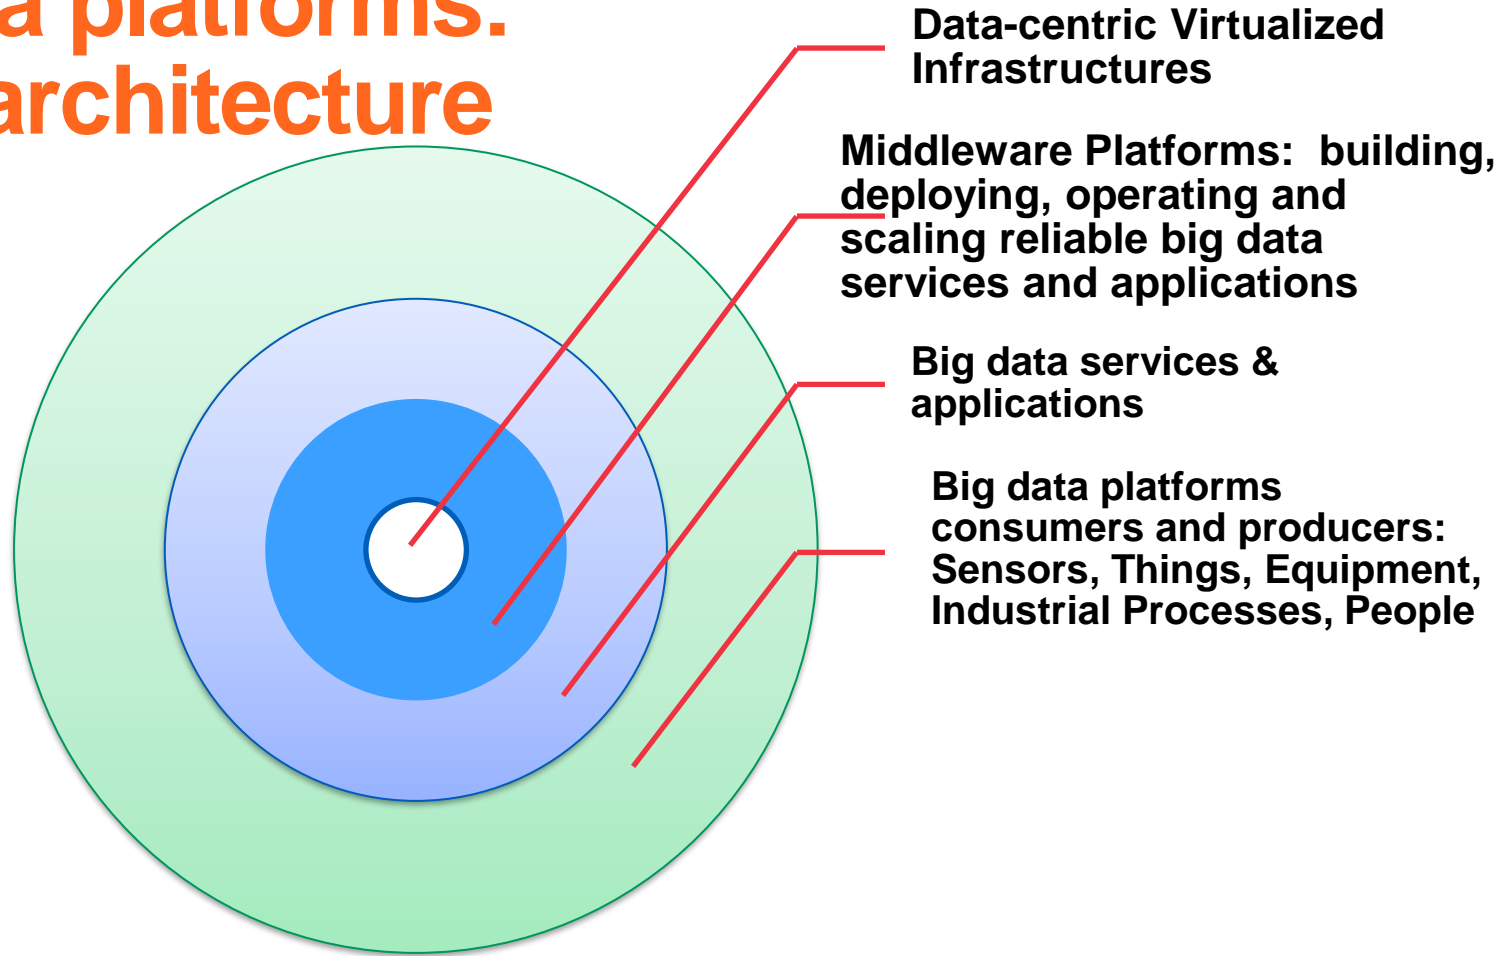 a platforms:
architecture
Data-centric Virtualized
Infrastructures
Middleware Platforms: building,
deploying, operating and
scaling reliable big data
services and applications
Big data services &
applications
Big data platforms
consumers and producers:
Sensors, Things, Equipment,
Industrial Processes, People